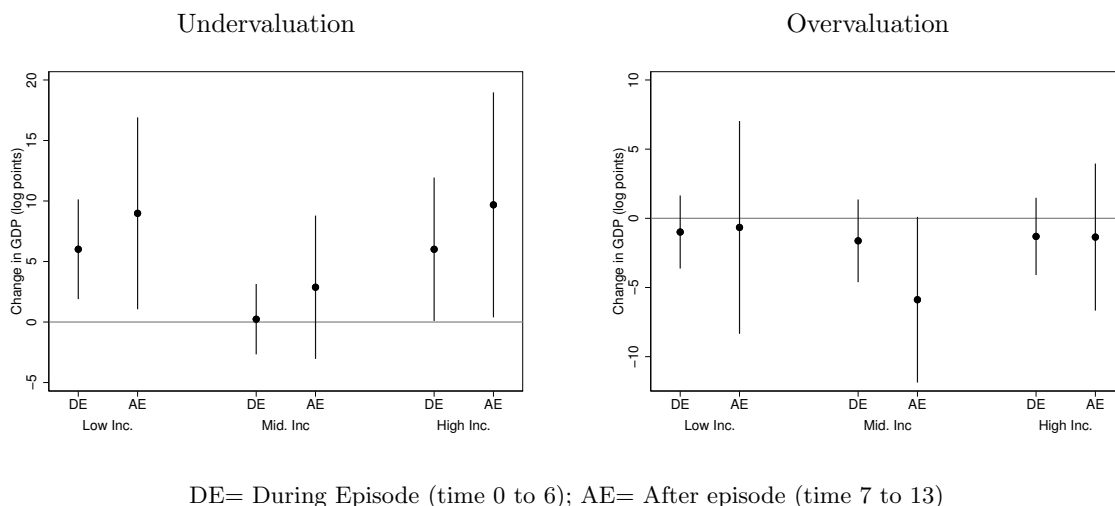 Undervaluation
Change in GDP (log points)
20
15
10
5
0
−5
DE AE DE AE DE AE
Low Inc. Mid. Inc High Inc.
Overvaluation
Change in GDP (log points)
10
5
0
−5
−10
DE AE DE AE DE AE
Low Inc. Mid. Inc High Inc.
DE= During Episode (time 0 to 6); AE= After episode (time 7 to 13)